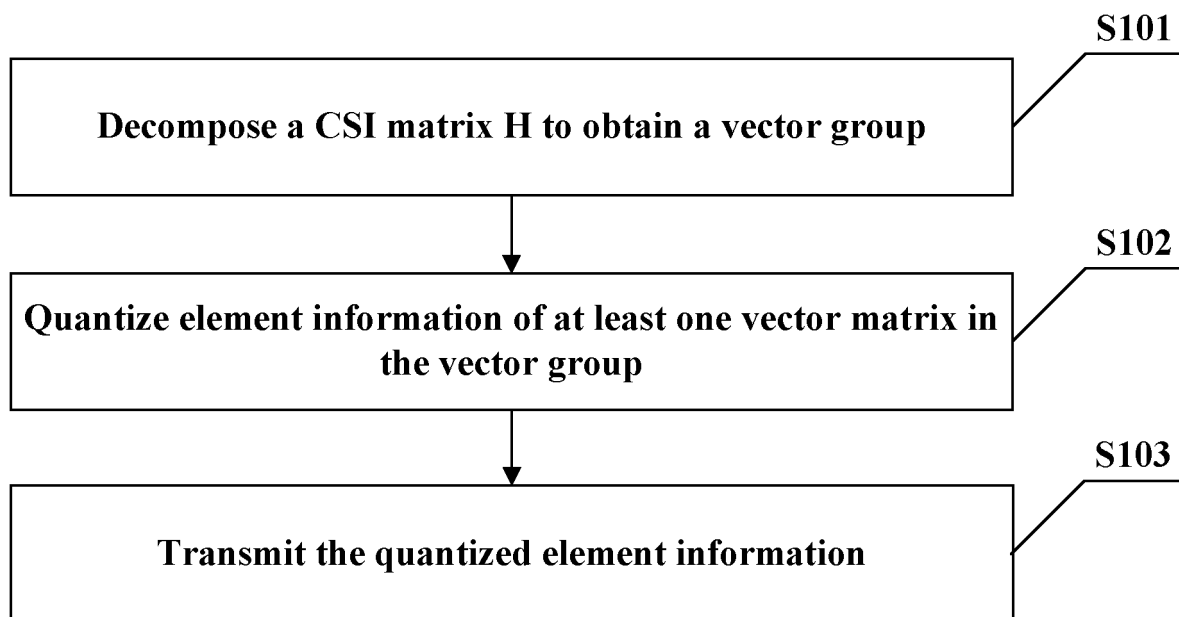 S101
Decompose a CSI matrix H to obtain a vector group
S102
Quantize element information of at least one vector matrix in
the vector group
S103
Transmit the quantized element information